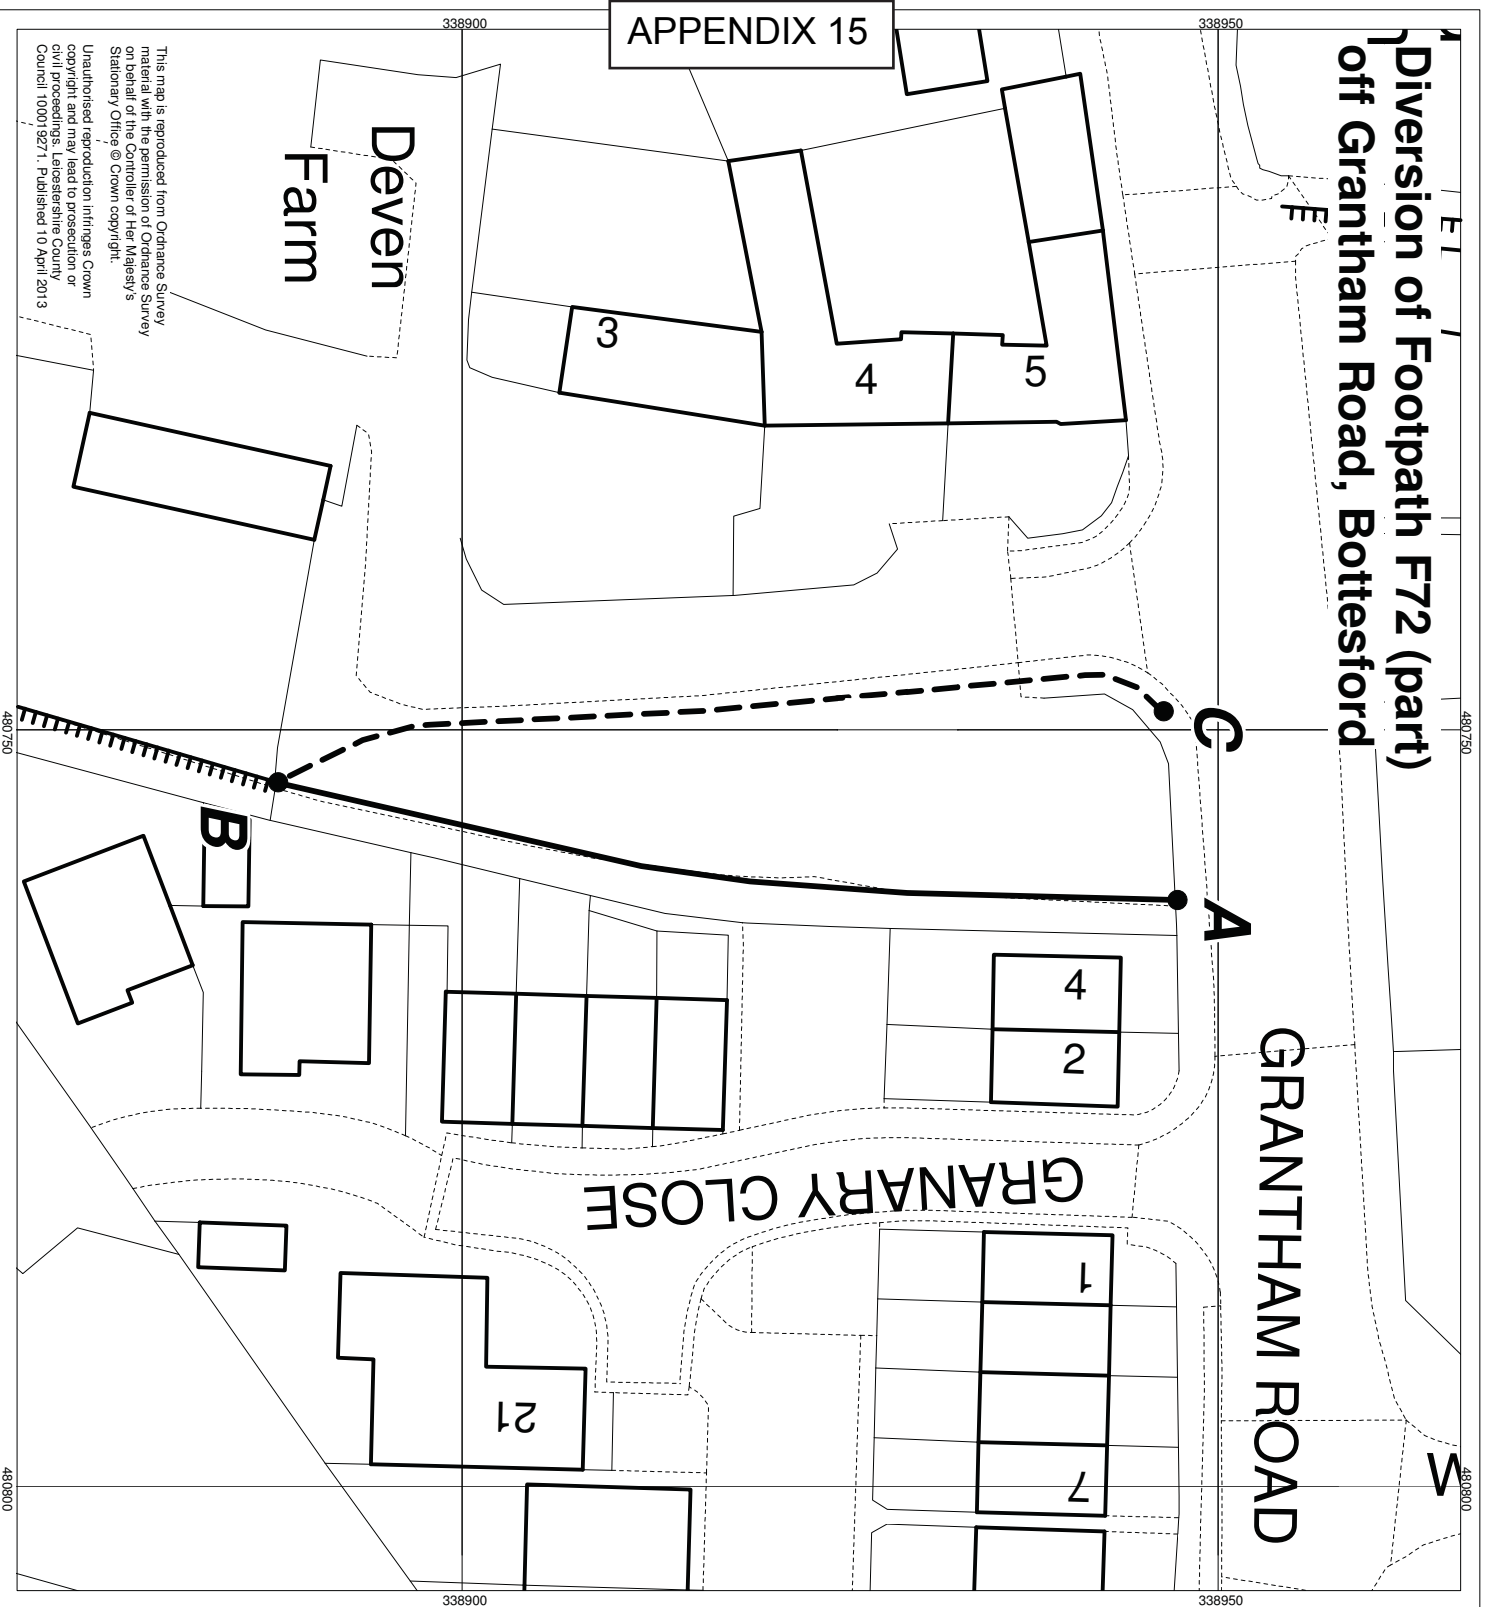 APPENDIX 15
Diversion of Footpath F72 (part)
off Grantham Road, Bottesford
338900
338950
This map is reproduced from Ordnance Survey
material with the permission of Ordnance Survey
on behalf of the Controller of Her Majesty's
Stationary Office © Crown copyright.
Unauthorised reproduction infringes Crown
copyright and may lead to prosecution or
civil proceedings. Leicestershire County
Council 100019271. Published 10 April 2013
Deven
Farm
3
4
5
C
480750
480750
B
A
4
2
GRANTHAM ROAD
GRANARY CLOSE
1
21
7
480800
480800
338900
338950